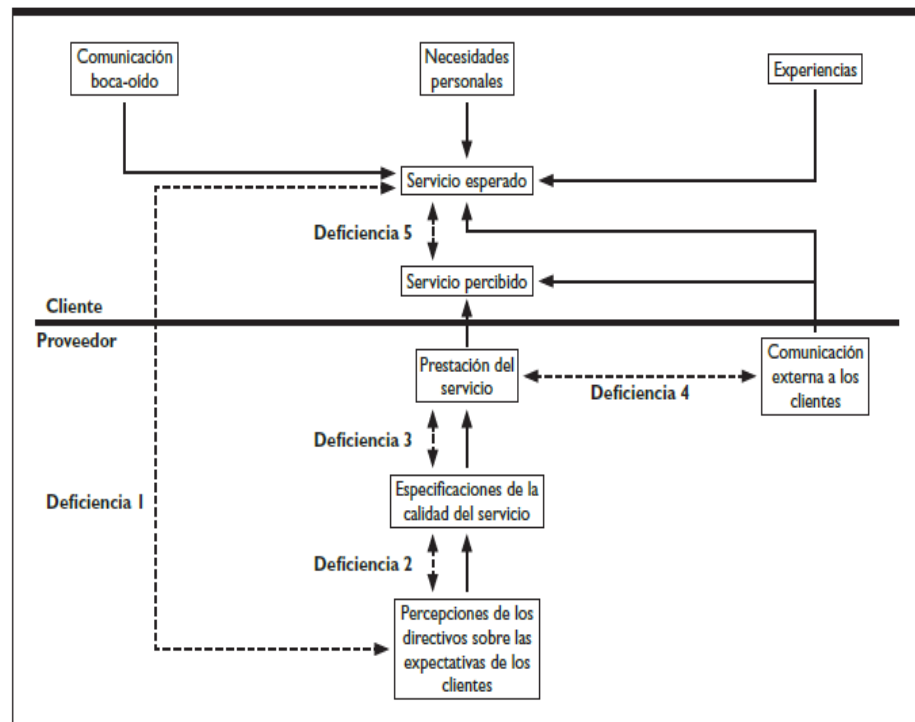 Comunicación
boca-oído
Necesidades
personales
Experiencias
Servicio esperado
Deficiencia 5
Servicio percibido
Cliente
Proveedor
Prestación del
servicio
Comunicación
externa a los
clientes
Deficiencia 4
Deficiencia 3
Especificaciones de la
calidad del servicio
Deficiencia 1
Deficiencia 2
Percepciones de los
directivos sobre las
expectativas de los
clientes